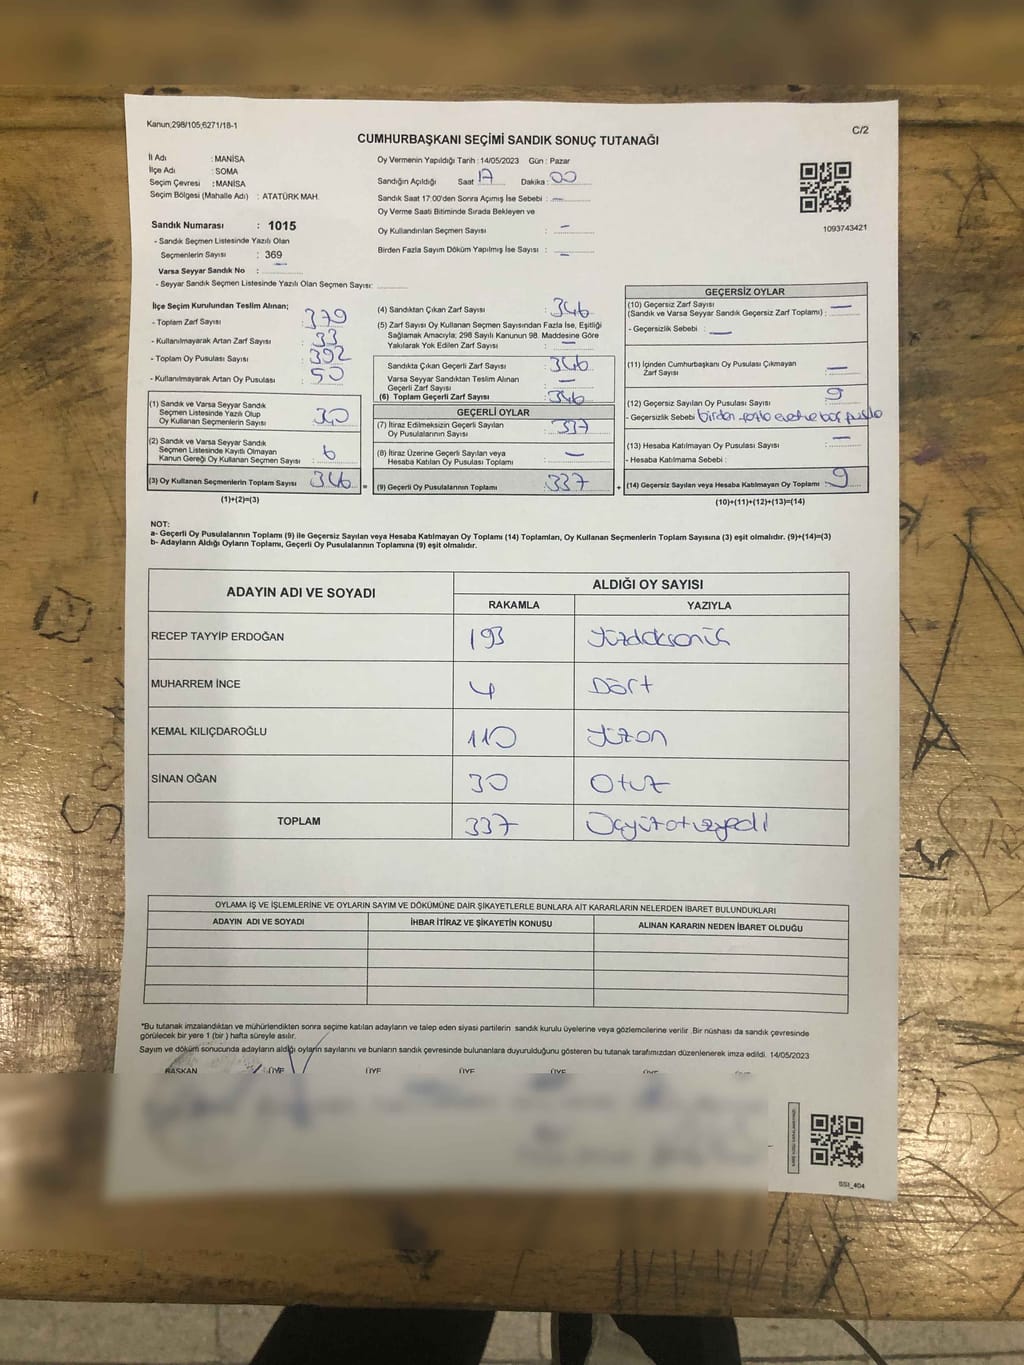 Kanun;298/105,6271/18-1
C/2
CUMHURBAŞKANI SEÇİMİ SANDIK SONUÇ TUTANAĞI
İl Adı : MANİSA
İlçe Adı : SOMA
Seçim Çevresi : MANİSA
Seçim Bölgesi (Mahalle Adı) : ATATÜRK MAH.
Oy Vermenin Yapıldığı Tarih : 14/05/2023 Gün : Pazar
Sandığın Açıldığı Saat 17 Dakika : 00
Sandık Saat 17:00'den Sonra Açımış İse Sebebi : —
Oy Verme Saati Bitiminde Sırada Bekleyen ve
Oy Kullandırılan Seçmen Sayısı : —
Birden Fazla Sayım Döküm Yapılmış İse Sayısı : —
1093743421
Sandık Numarası : 1015
- Sandık Seçmen Listesinde Yazılı Olan
Seçmenlerin Sayısı : 369
Varsa Seyyar Sandık No : —
- Seyyar Sandık Seçmen Listesinde Yazılı Olan Seçmen Sayısı:
İlçe Seçim Kurulundan Teslim Alınan;
- Toplam Zarf Sayısı : 379
- Kullanılmayarak Artan Zarf Sayısı : 33
- Toplam Oy Pusulası Sayısı : 392
- Kullanılmayarak Artan Oy Pusulası : 50
(1) Sandık ve Varsa Seyyar Sandık
Seçmen Listesinde Yazılı Olup
Oy Kullanan Seçmenlerin Sayısı :
(2) Sandık ve Varsa Seyyar Sandık
Seçmen Listesinde Kayıtlı Olmayan
Kanun Gereği Oy Kullanan Seçmen Sayısı : 6
(3) Oy Kullanan Seçmenlerin Toplam Sayısı : 346
(1)+(2)=(3)
(4) Sandıktan Çıkan Zarf Sayısı : 346
(5) Zarf Sayısı Oy Kullanan Seçmen Sayısından Fazla İse, Eşitliği
Sağlamak Amacıyla; 298 Sayılı Kanunun 98. Maddesine Göre
Yakılarak Yok Edilen Zarf Sayısı : —
Sandıkta Çıkan Geçerli Zarf Sayısı : 346
Varsa Seyyar Sandıktan Teslim Alınan
Geçerli Zarf Sayısı : —
(6) Toplam Geçerli Zarf Sayısı : 346
GEÇERLİ OYLAR
(7) İtiraz Edilmeksizin Geçerli Sayılan
Oy Pusulalarının Sayısı : 337
(8) İtiraz Üzerine Geçerli Sayılan veya
Hesaba Katılan Oy Pusulası Toplamı : —
= (9) Geçerli Oy Pusulalarının Toplamı : 337
GEÇERSİZ OYLAR
(10) Geçersiz Zarf Sayısı
(Sandık ve Varsa Seyyar Sandık Geçersiz Zarf Toplamı) : —
- Geçersizlik Sebebi : —
(11) İçinden Cumhurbaşkanı Oy Pusulası Çıkmayan
Zarf Sayısı : —
(12) Geçersiz Sayılan Oy Pusulası Sayısı : 9
- Geçersizlik Sebebi birden
(13) Hesaba Katılmayan Oy Pusulası Sayısı : —
- Hesaba Katılmama Sebebi :
+ (14) Geçersiz Sayılan veya Hesaba Katılmayan Oy Toplamı : 9
(10)+(11)+(12)+(13)=(14)
NOT:
a- Geçerli Oy Pusulalarının Toplamı (9) ile Geçersiz Sayılan veya Hesaba Katılmayan Oy Toplamı (14) Toplamları, Oy Kullanan Seçmenlerin Toplam Sayısına (3) eşit olmalıdır. (9)+(14)=(3)
b- Adayların Aldığı Oyların Toplamı, Geçerli Oy Pusulalarının Toplamına (9) eşit olmalıdır.
ADAYIN ADI VE SOYADI
ALDIĞI OY SAYISI
RAKAMLA YAZIYLA
RECEP TAYYİP ERDOĞAN 193 Yüzdoksanüç
MUHARREM İNCE 4 Dört
KEMAL KILIÇDAROĞLU 110 Yüzon
SİNAN OĞAN 30 Otuz
TOPLAM 337 Üçyüzotuzyedi
OYLAMA İŞ VE İŞLEMLERİNE VE OYLARIN SAYIM VE DÖKÜMÜNE DAİR ŞİKAYETLERLE BUNLARA AİT KARARLARIN NELERDEN İBARET BULUNDUKLARI
ADAYIN ADI VE SOYADI İHBAR İTİRAZ VE ŞİKAYETİN KONUSU ALINAN KARARIN NEDEN İBARET OLDUĞU
*Bu tutanak imzalandıktan ve mühürlendikten sonra seçime katılan adayların ve talep eden siyasi partilerin sandık kurulu üyelerine veya gözlemcilerine verilir .Bir nüshası da sandık çevresinde
görülecek bir yere 1 (bir) hafta süreyle asılır.
Sayım ve döküm sonucunda adayların aldığı oyların sayılarını ve bunların sandık çevresinde bulunanlara duyurulduğunu gösteren bu tutanak tarafımızdan düzenlenerek imza edildi. 14/05/2023
BAŞKAN ÜYE ÜYE ÜYE ÜYE ÜYE
SSI_404